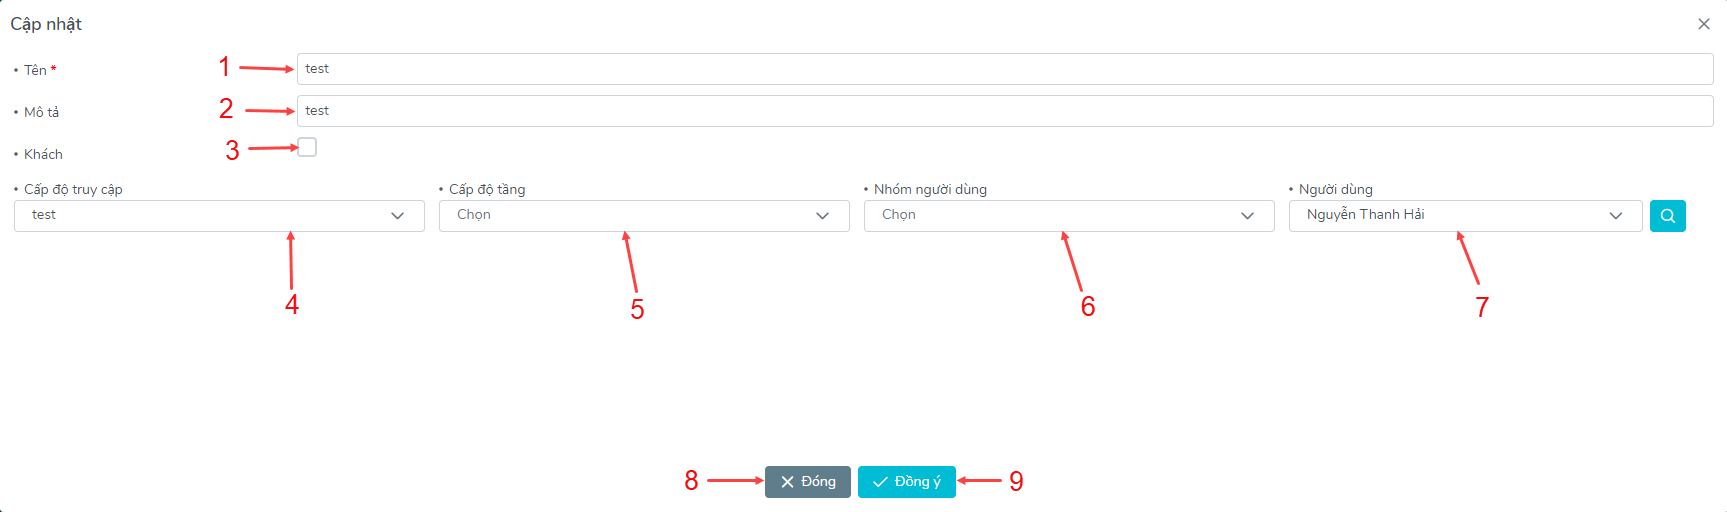 Cập nhật
• Tên * 1 test
• Mô tả 2 test
• Khách 3
• Cấp độ truy cập • Cấp độ tầng • Nhóm người dùng • Người dùng
test Chọn Chọn Nguyễn Thanh Hải
4 5 6 7
8 Đóng Đồng ý 9